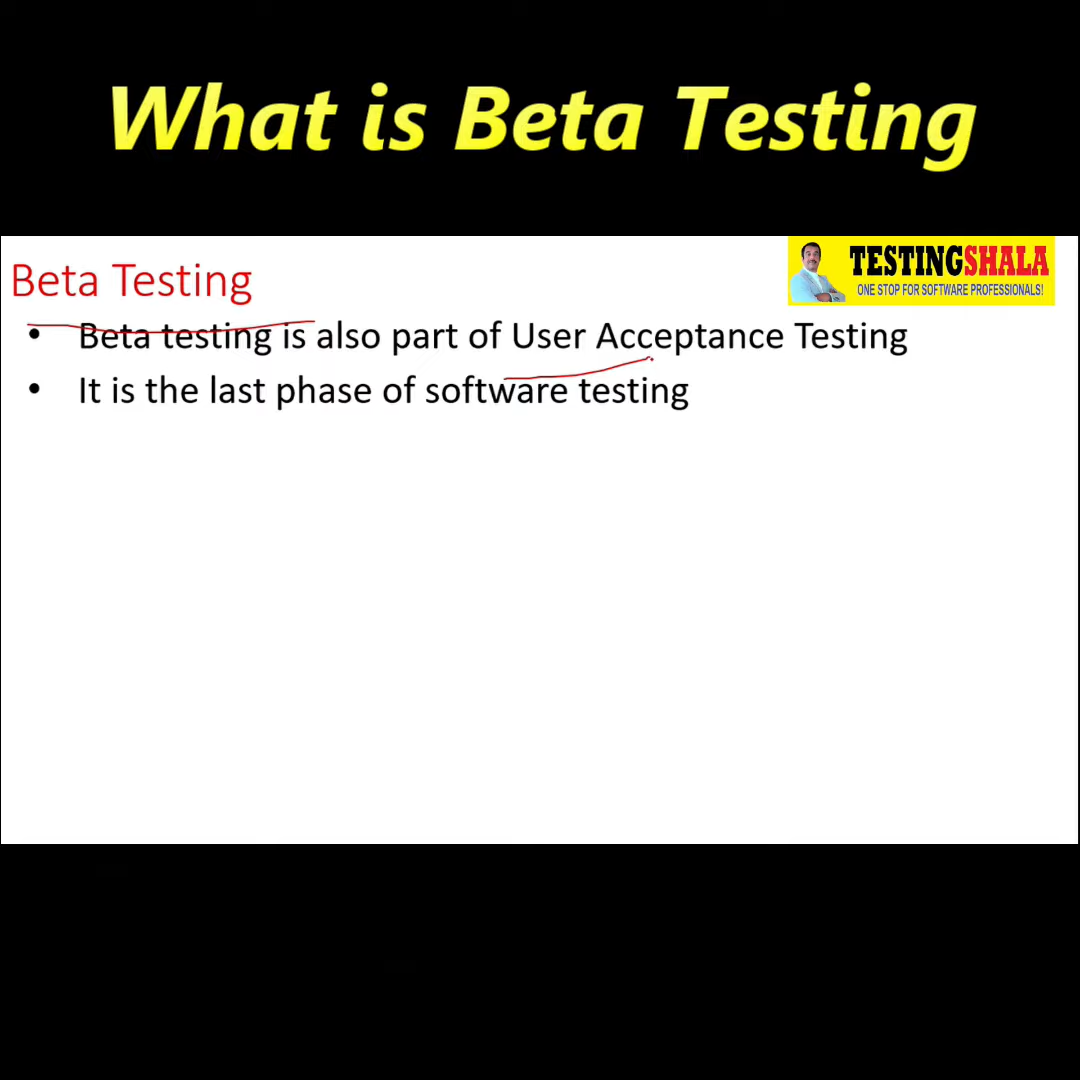 What is Beta Testing
TESTINGSHALA
ONE STOP FOR SOFTWARE PROFESSIONALS!
Beta Testing
• Beta testing is also part of User Acceptance Testing
• It is the last phase of software testing